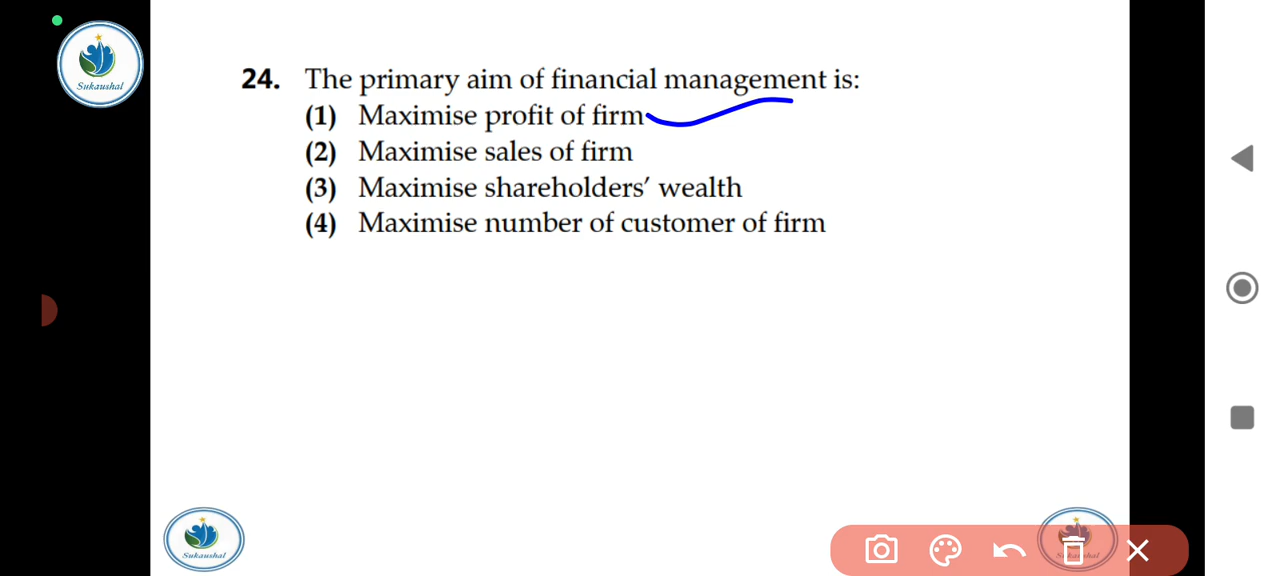 Sukaushal
24. The primary aim of financial management is:
(1) Maximise profit of firm
(2) Maximise sales of firm
(3) Maximise shareholders’ wealth
(4) Maximise number of customer of firm
Sukaushal
Sukaushal